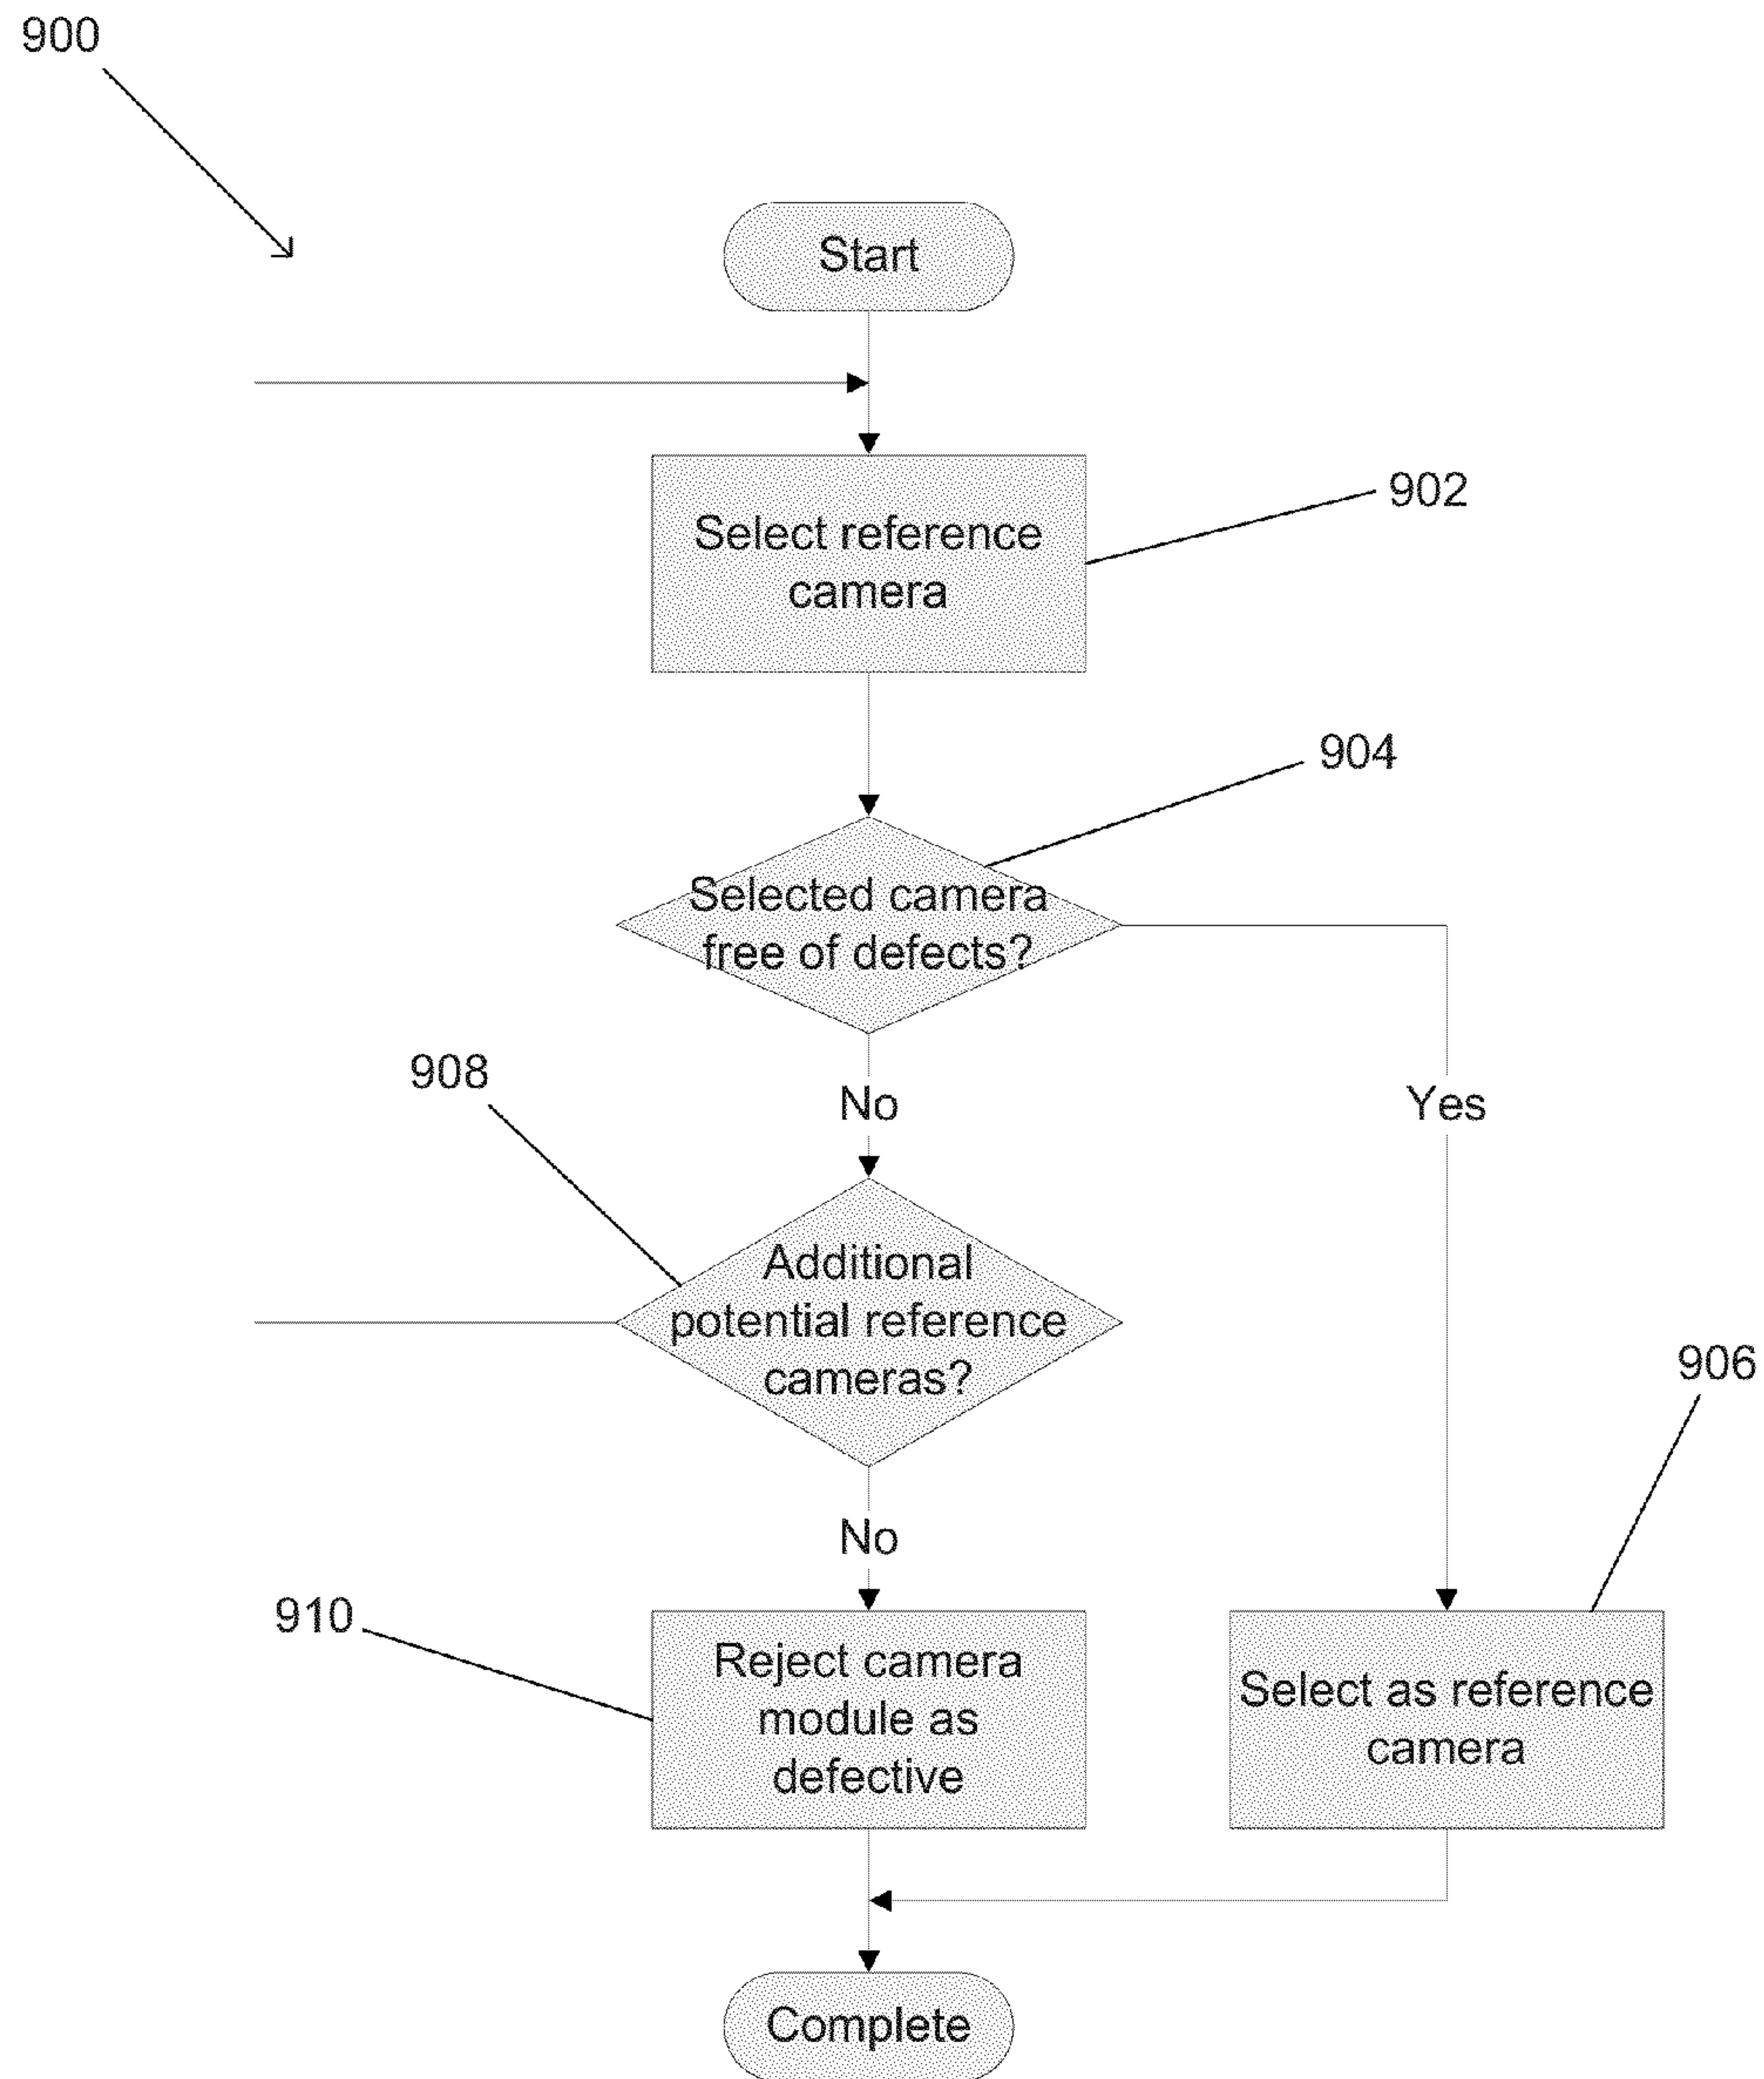 900
Start
Select reference
camera
902
904
Selected camera
free of defects?
908
No
Yes
Additional
potential reference
cameras?
906
No
910
Reject camera
module as
defective
Select as reference
camera
Complete